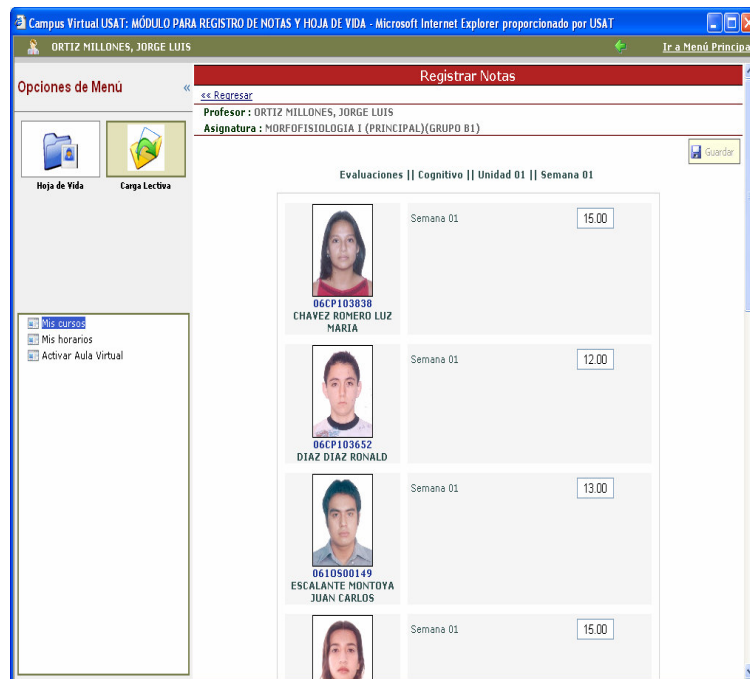 Campus Virtual USAT: MÓDULO PARA REGISTRO DE NOTAS Y HOJA DE VIDA - Microsoft Internet Explorer proporcionado por USAT
ORTIZ MILLONES, JORGE LUIS
Ir a Menú Principa
Opciones de Menú «
Hoja de Vida
Carga Lectiva
Mis cursos
Mis horarios
Activar Aula Virtual
Registrar Notas
<< Regresar
Profesor : ORTIZ MILLONES, JORGE LUIS
Asignatura : MORFOFISIOLOGIA I (PRINCIPAL)(GRUPO B1)
Guardar
Evaluaciones || Cognitivo || Unidad 01 || Semana 01
Semana 01 15.00
06CP103838
CHAVEZ ROMERO LUZ
MARIA
Semana 01 12.00
06CP103652
DIAZ DIAZ RONALD
Semana 01 13.00
0610S00149
ESCALANTE MONTOYA
JUAN CARLOS
Semana 01 15.00